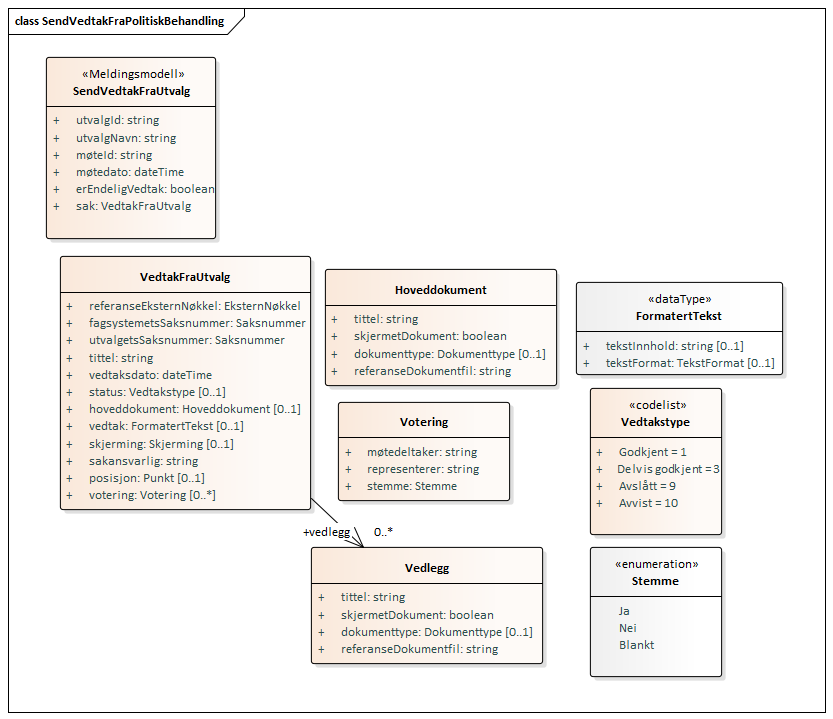 class SendVedtakFraPolitiskBehandling
«Meldingsmodell»
SendVedtakFraUtvalg
+ utvalgId: string
+ utvalgNavn: string
+ møteId: string
+ møtedato: dateTime
+ erEndeligVedtak: boolean
+ sak: VedtakFraUtvalg
VedtakFraUtvalg
+ referanseEksternNøkkel: EksternNøkkel
+ fagsystemetsSaksnummer: Saksnummer
+ utvalgetsSaksnummer: Saksnummer
+ tittel: string
+ vedtaksdato: dateTime
+ status: Vedtakstype [0..1]
+ hoveddokument: Hoveddokument [0..1]
+ vedtak: FormatertTekst [0..1]
+ skjerming: Skjerming [0..1]
+ sakansvarlig: string
+ posisjon: Punkt [0..1]
+ votering: Votering [0..*]
Hoveddokument
+ tittel: string
+ skjermetDokument: boolean
+ dokumenttype: Dokumenttype [0..1]
+ referanseDokumentfil: string
«dataType»
FormatertTekst
+ tekstInnhold: string [0..1]
+ tekstFormat: TekstFormat [0..1]
Votering
+ møtedeltaker: string
+ representerer: string
+ stemme: Stemme
«codelist»
Vedtakstype
+ Godkjent = 1
+ Delvis godkjent = 3
+ Avslått = 9
+ Avvist = 10
+vedlegg 0..*
Vedlegg
+ tittel: string
+ skjermetDokument: boolean
+ dokumenttype: Dokumenttype [0..1]
+ referanseDokumentfil: string
«enumeration»
Stemme
Ja
Nei
Blankt